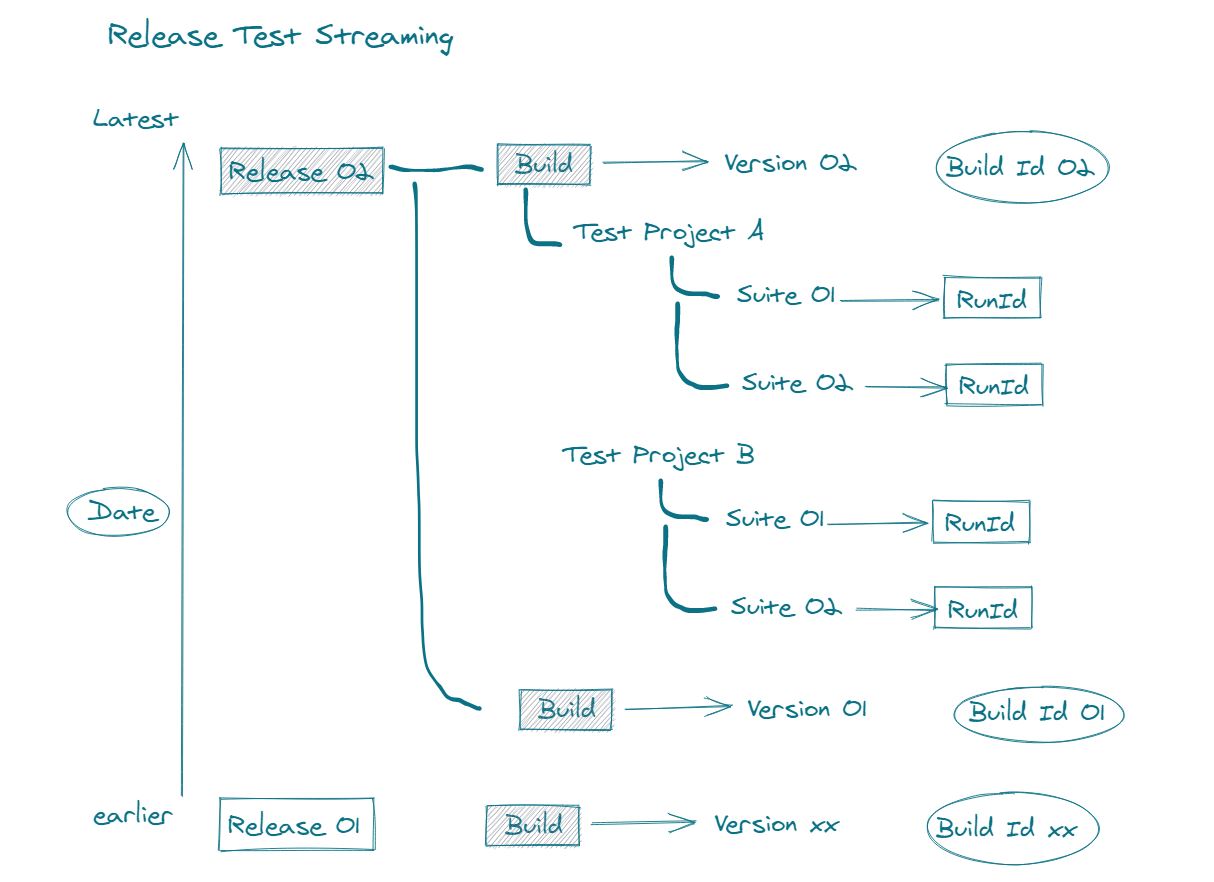 Release Test Streaming
Latest
Release 02
Build
Version 02
Build Id 02
Test Project A
Suite 01
RunId
Suite 02
RunId
Test Project B
Date
Suite 01
RunId
Suite 02
RunId
Build
Version 01
Build Id 01
earlier
Release 01
Build
Version xx
Build Id xx